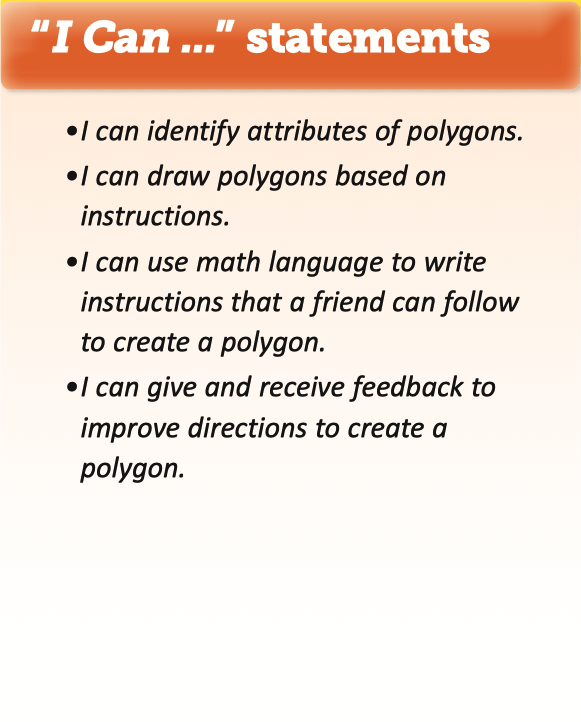 “I Can ...” statements
•I can identify attributes of polygons.
•I can draw polygons based on
instructions.
•I can use math language to write
instructions that a friend can follow
to create a polygon.
•I can give and receive feedback to
improve directions to create a
polygon.